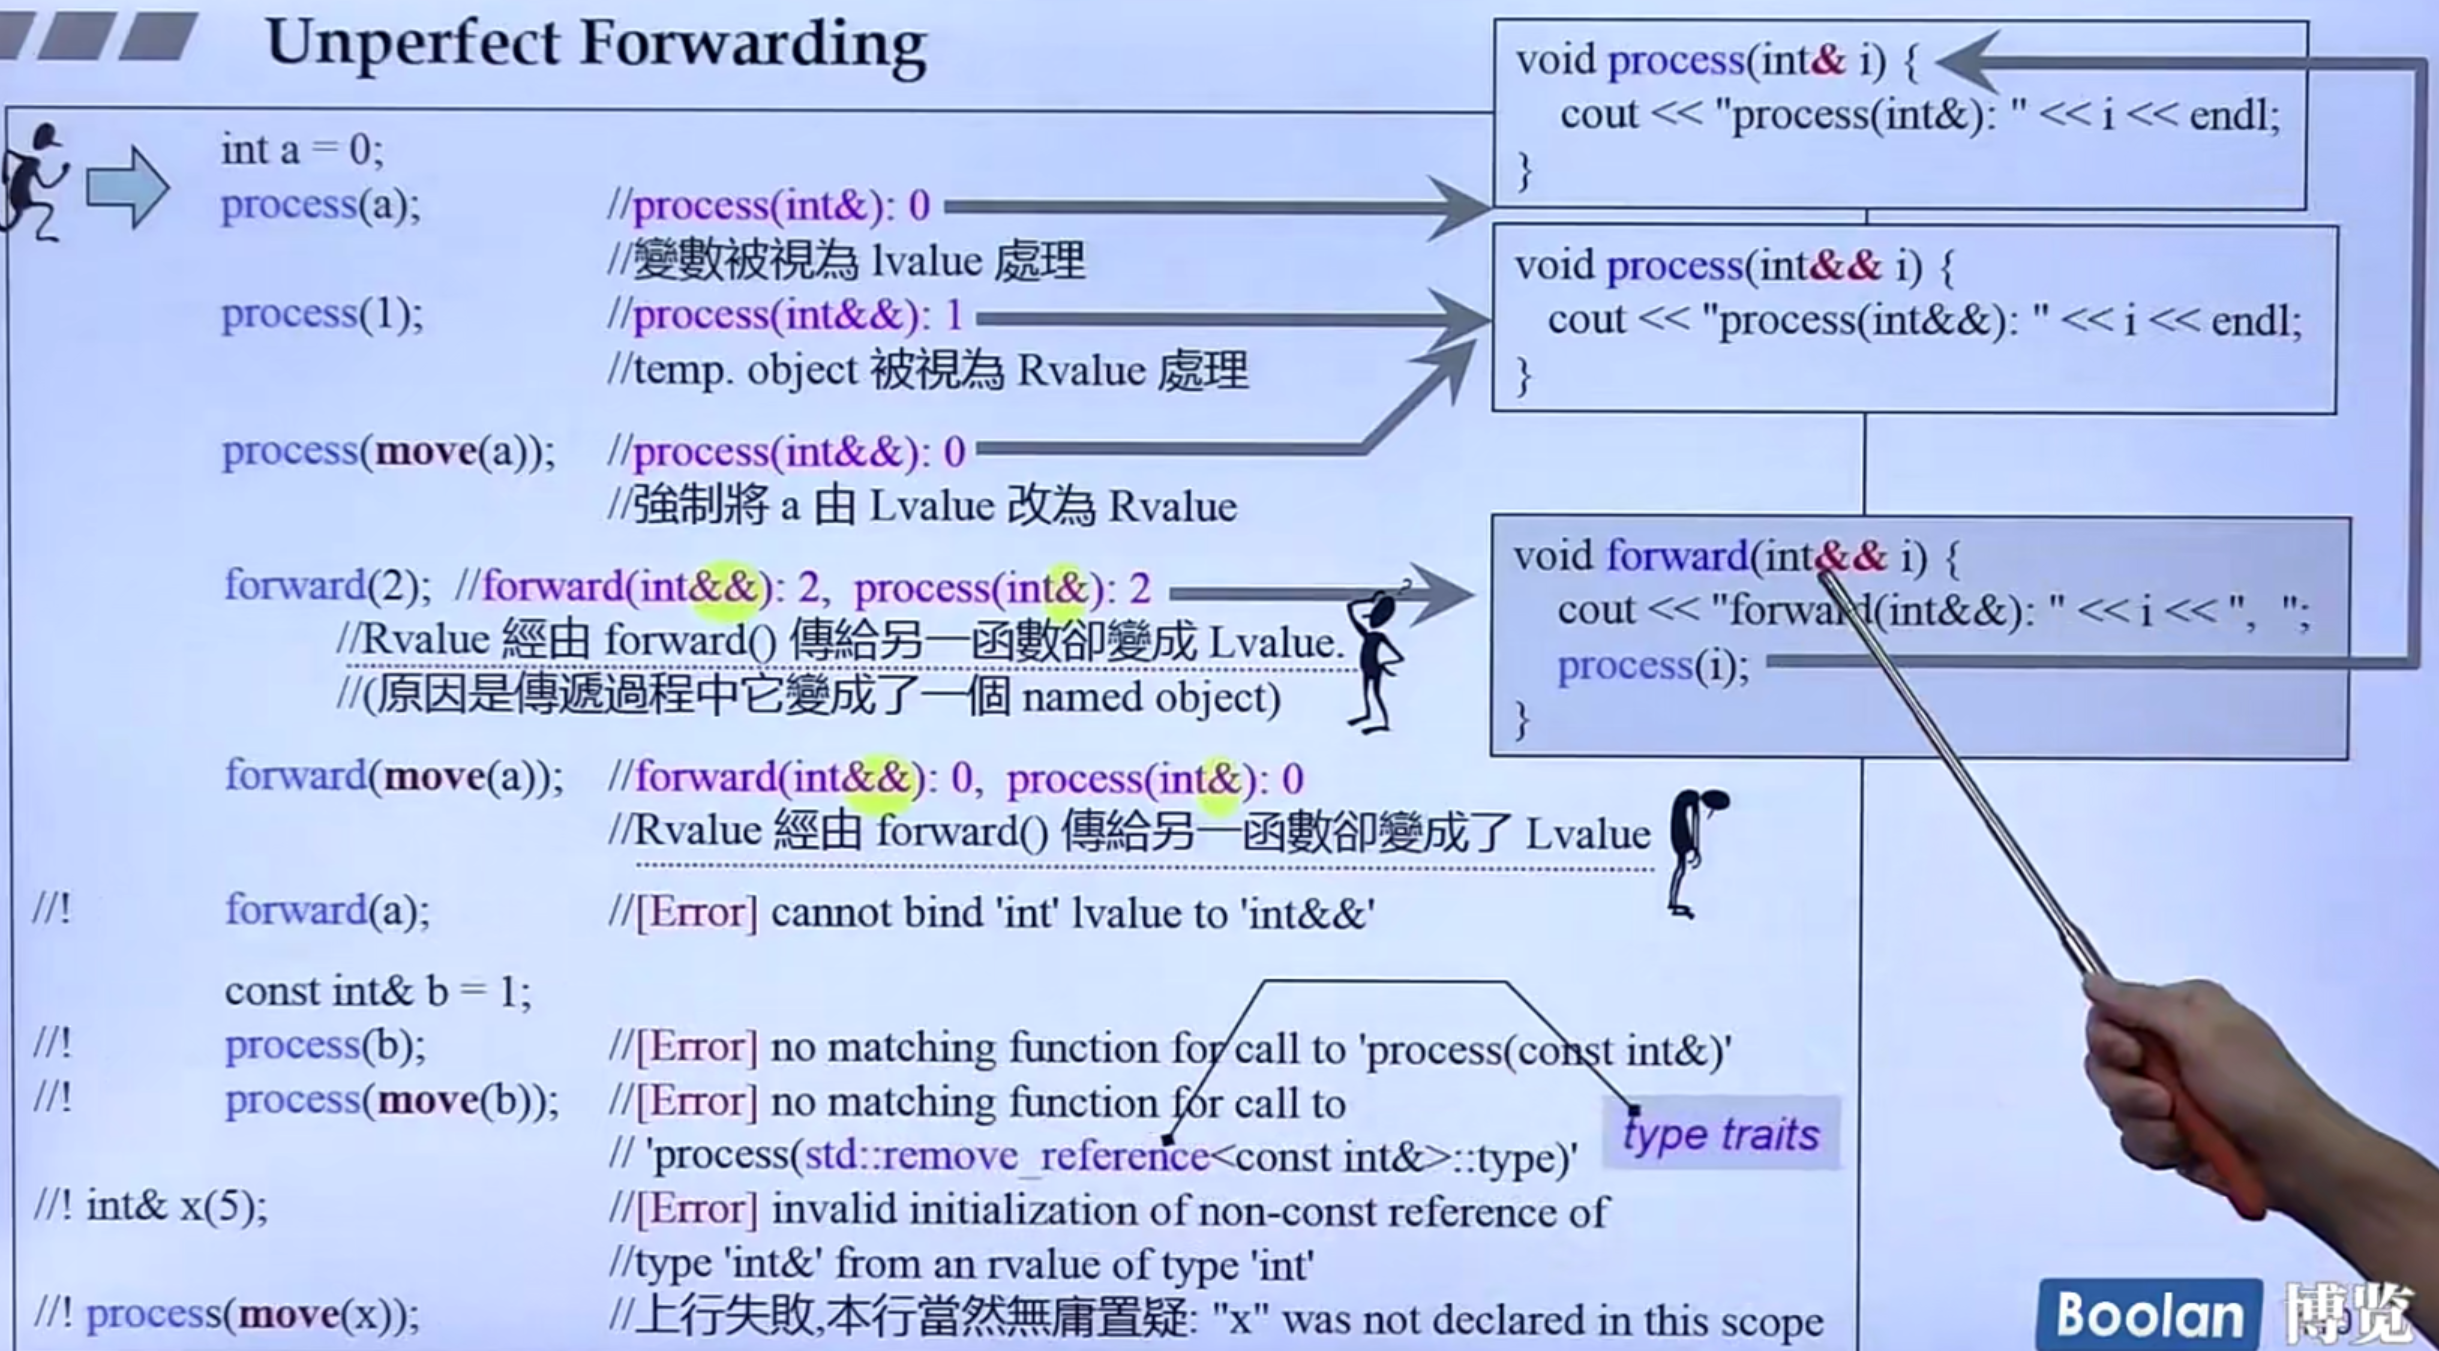 Unperfect Forwarding
int a = 0;
process(a); //process(int&): 0
//變數被視為 lvalue 處理
process(1); //process(int&&): 1
//temp. object 被視為 Rvalue 處理
process(move(a)); //process(int&&): 0
//強制將 a 由 Lvalue 改為 Rvalue
forward(2); //forward(int&&): 2, process(int&): 2
//Rvalue 經由 forward() 傳給另一函數卻變成 Lvalue.
//(原因是傳遞過程中它變成了一個 named object)
forward(move(a)); //forward(int&&): 0, process(int&): 0
//Rvalue 經由 forward() 傳給另一函數卻變成了 Lvalue
//! forward(a); //[Error] cannot bind 'int' lvalue to 'int&&'
const int& b = 1;
//! process(b); //[Error] no matching function for call to 'process(const int&)'
//! process(move(b)); //[Error] no matching function for call to
// 'process(std::remove_reference<const int&>::type)'
//! int& x(5); //[Error] invalid initialization of non-const reference of
//type 'int&' from an rvalue of type 'int'
//! process(move(x)); //上行失敗,本行當然無庸置疑: "x" was not declared in this scope
void process(int& i) {
cout << "process(int&): " << i << endl;
}
void process(int&& i) {
cout << "process(int&&): " << i << endl;
}
void forward(int&& i) {
cout << "forward(int&&): " << i << ", ";
process(i);
}
type traits
Boolan 博览